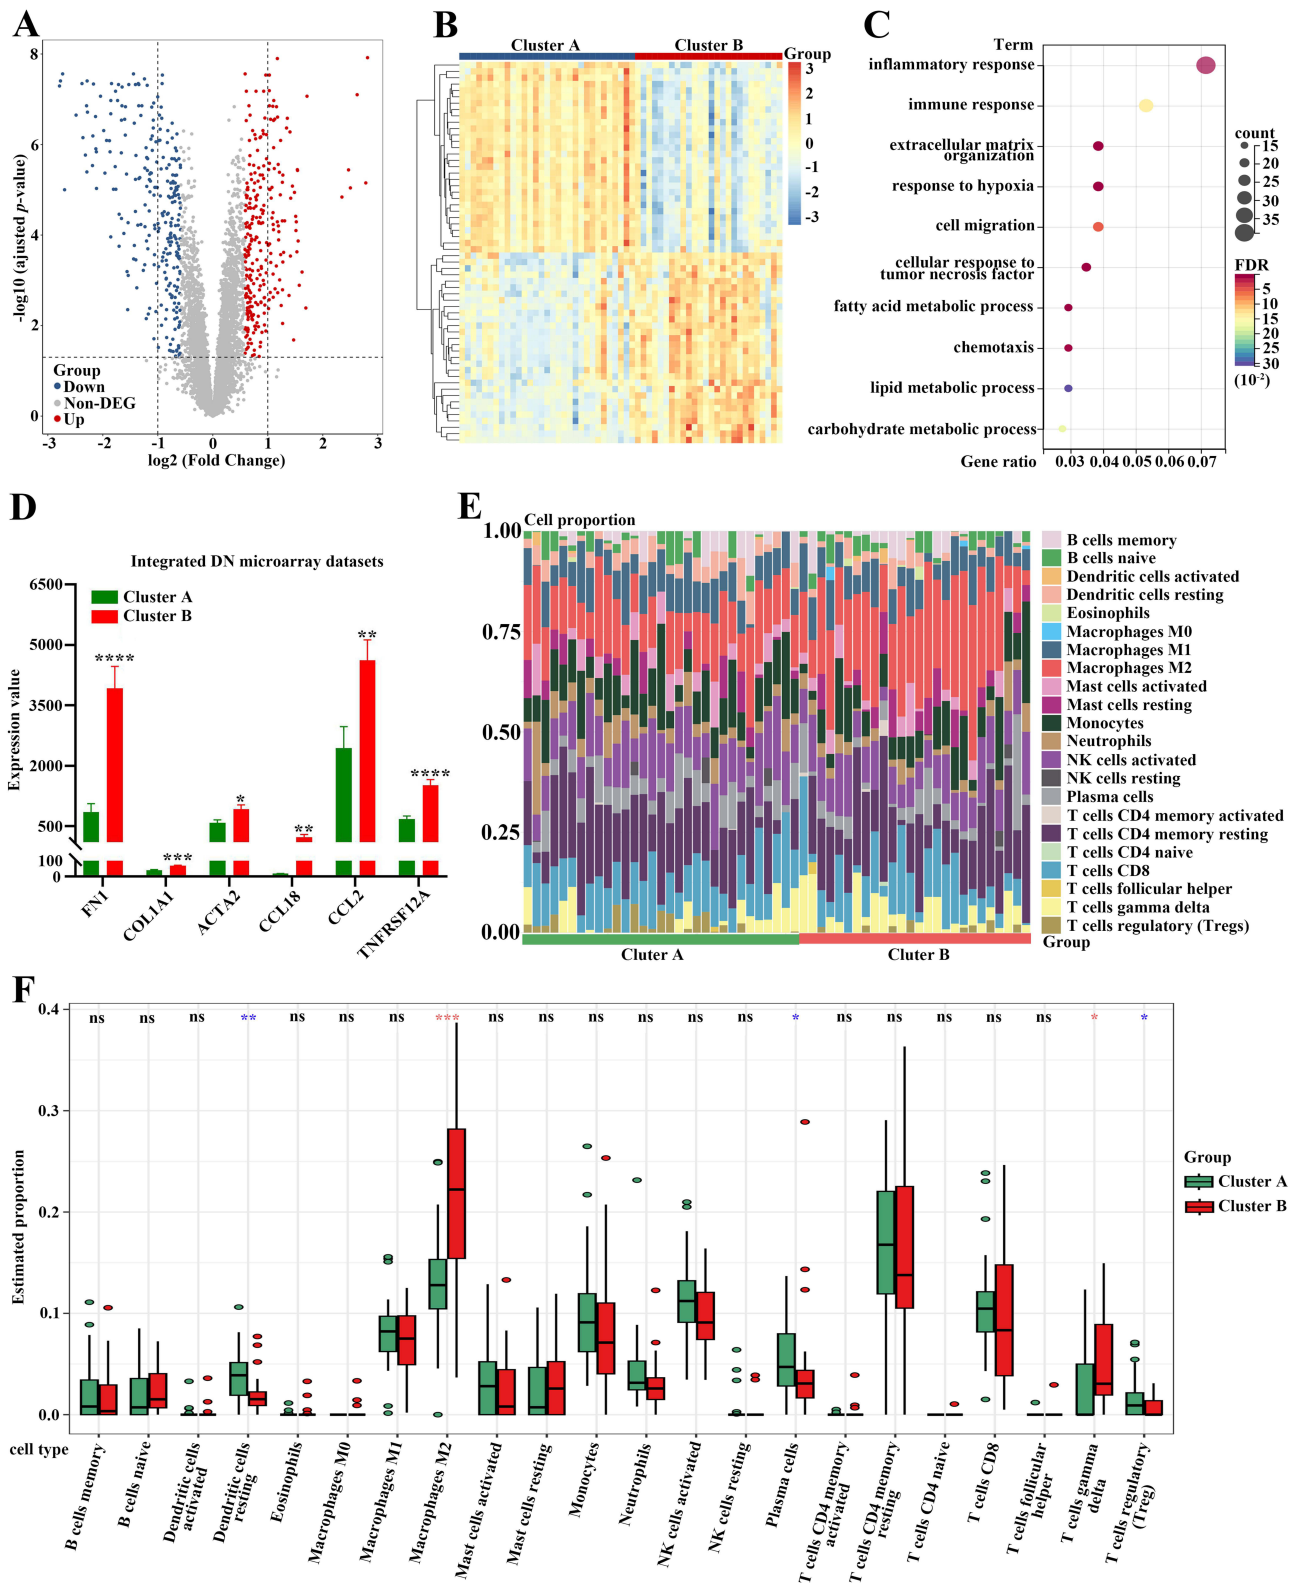 A
8
6
4
2
0
-log10 (ajusted p-value)
Group
Down
Non-DEG
Up
-3 -2 -1 0 1 2 3
log2 (Fold Change)
B
Cluster A Cluster B
Group
3
2
1
0
-1
-2
-3
C
Term
inflammatory response
immune response
extracellular matrix
organization
response to hypoxia
cell migration
cellular response to
tumor necrosis factor
fatty acid metabolic process
chemotaxis
lipid metabolic process
carbohydrate metabolic process
Gene ratio 0.03 0.04 0.05 0.06 0.07
count
15
20
25
30
35
FDR
5
10
15
20
25
30
(10-2)
D
Integrated DN microarray datasets
Cluster A
Cluster B
Expression value
6500
5000
3500
2000
500
100
0
**** *** * ** ** ****
FN1
COL1A1
ACTA2
CCL18
CCL2
TNFRSF12A
E
Cell proportion
1.00
0.75
0.50
0.25
0.00
Cluter A Cluter B
B cells memory
B cells naive
Dendritic cells activated
Dendritic cells resting
Eosinophils
Macrophages M0
Macrophages M1
Macrophages M2
Mast cells activated
Mast cells resting
Monocytes
Neutrophils
NK cells activated
NK cells resting
Plasma cells
T cells CD4 memory activated
T cells CD4 memory resting
T cells CD4 naive
T cells CD8
T cells follicular helper
T cells gamma delta
T cells regulatory (Tregs)
Group
F
Estimated proportion
0.4
0.3
0.2
0.1
0.0
ns ns ns ** ns ns ns *** ns ns ns ns ns ns * ns ns ns ns ns * *
Group
Cluster A
Cluster B
cell type
B cells memory
B cells naive
Dendritic cells
activated
Dendritic cells
resting
Eosinophils
Macrophages M0
Macrophages M1
Macrophages M2
Mast cells activated
Mast cells resting
Monocytes
Neutrophils
NK cells activated
NK cells resting
Plasma cells
T cells CD4 memory
activated
T cells CD4 memory
resting
T cells CD4 naive
T cells CD8
T cells follicular
helper
T cells gamma
delta
T cells regulatory
(Treg)